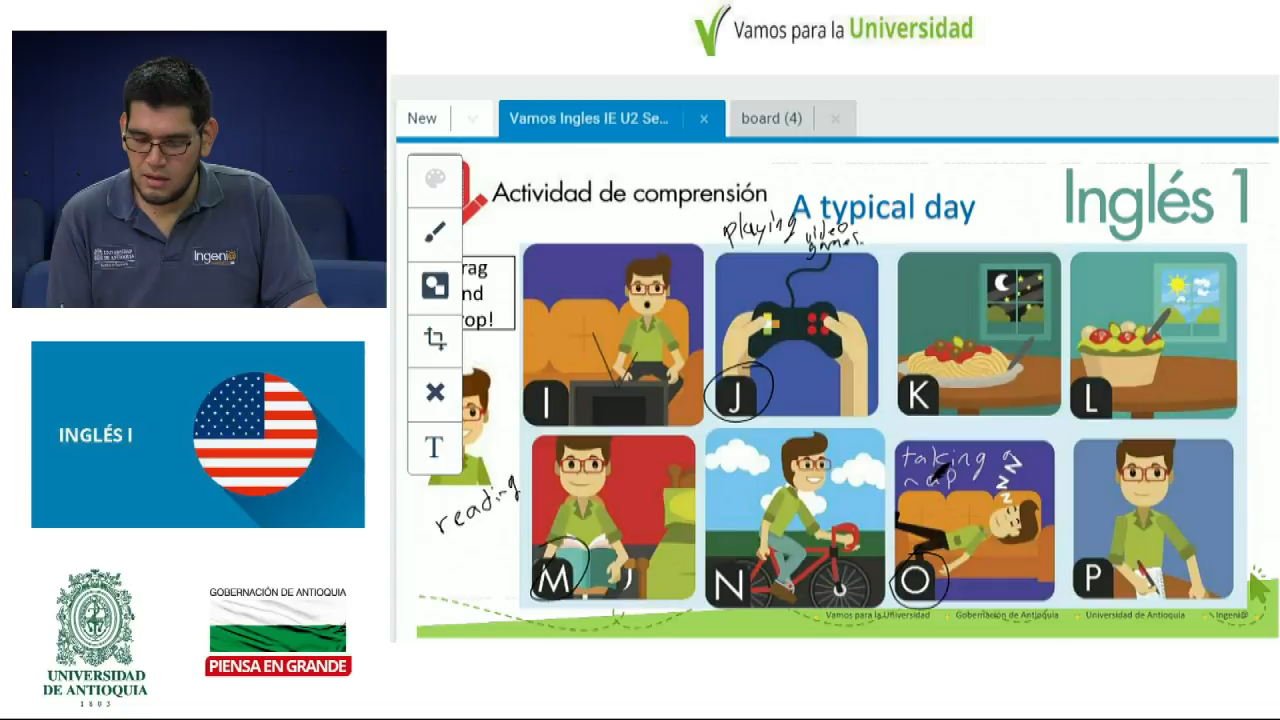 Vamos para la Universidad
New
Vamos Ingles IE U2 Se...
board (4)
Actividad de comprensión
A typical day
Inglés 1
playing video
games.
rag
nd
rop!
I
J
K
L
reading
taking a
nap
z z z
M
N
O
P
T
Ingeni@
INGLÉS I
GOBERNACIÓN DE ANTIOQUIA
PIENSA EN GRANDE
UNIVERSIDAD
DE ANTIOQUIA
1803
Vamos para la Universidad
Gobernación de Antioquia
Universidad de Antioquia
Ingeni@